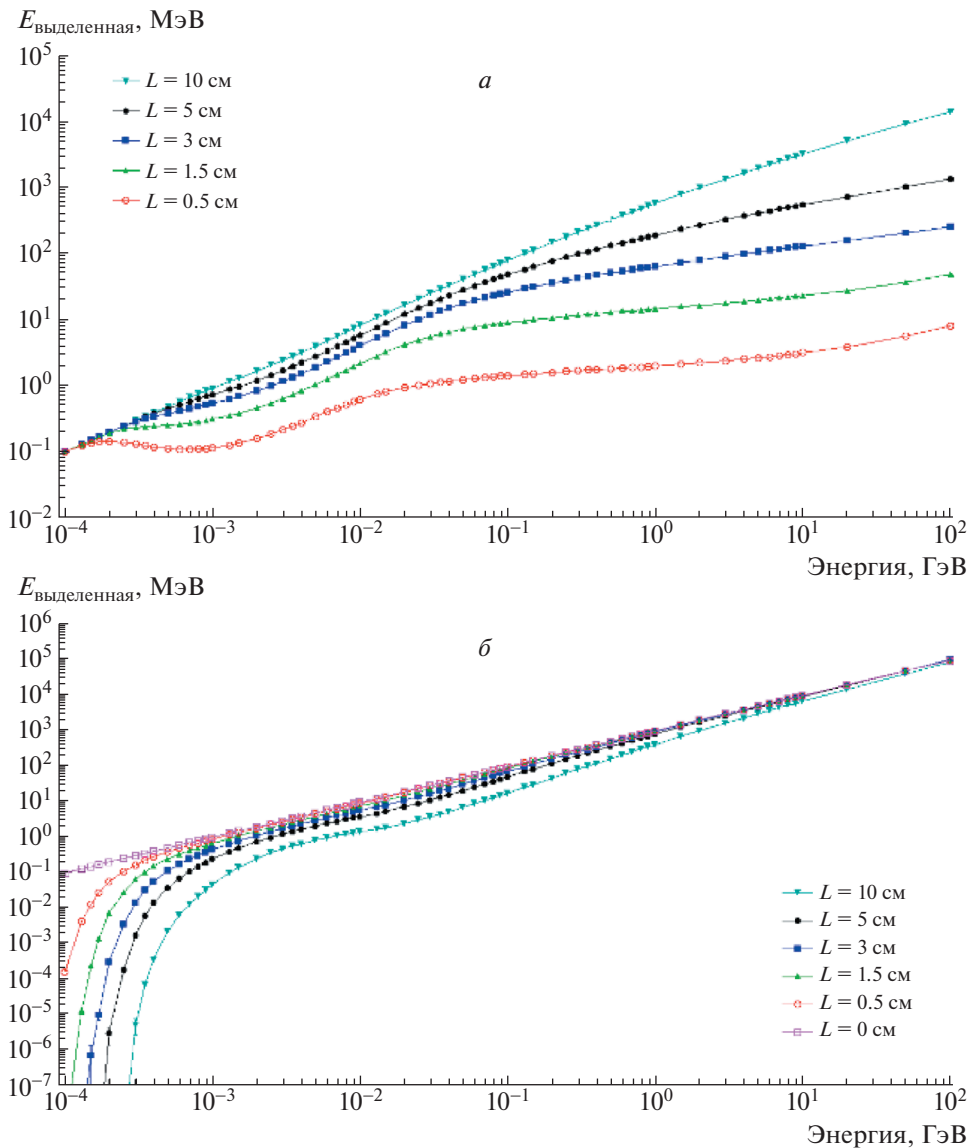 E выделенная, МэВ
10^5
10^4
10^3
10^2
10^1
10^0
10^–1
10^–2
L = 10 см
L = 5 см
L = 3 см
L = 1.5 см
L = 0.5 см
а
10^–4 10^–3 10^–2 10^–1 10^0 10^1 10^2
Энергия, ГэВ
E выделенная, МэВ
10^6
10^5
10^4
10^3
10^2
10^1
10^0
10^–1
10^–2
10^–3
10^–4
10^–5
10^–6
10^–7
б
L = 10 см
L = 5 см
L = 3 см
L = 1.5 см
L = 0.5 см
L = 0 см
10^–4 10^–3 10^–2 10^–1 10^0 10^1 10^2
Энергия, ГэВ